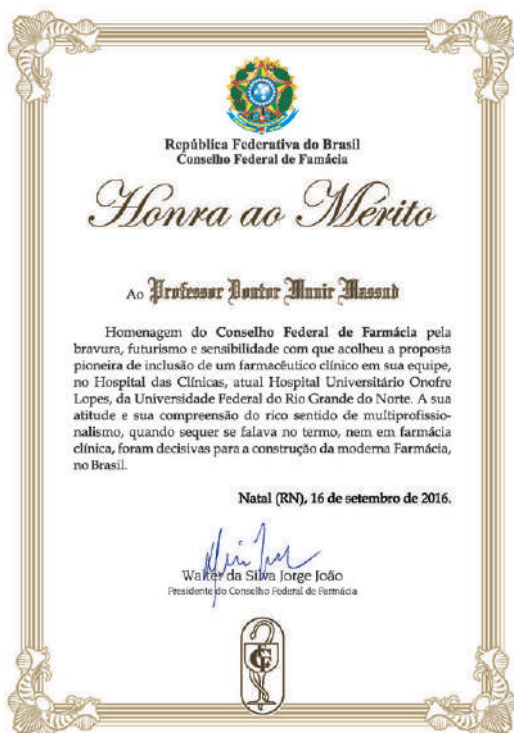 República Federativa do Brasil
Conselho Federal de Famácia
Honra ao Mérito
Ao Professor Doutor Munir Massud
Homenagem do Conselho Federal de Farmácia pela
bravura, futurismo e sensibilidade com que acolheu a proposta
pioneira de inclusão de um farmacêutico clínico em sua equipe,
no Hospital das Clínicas, atual Hospital Universitário Onofre
Lopes, da Universidade Federal do Rio Grande do Norte. A sua
atitude e sua compreensão do rico sentido de multiprofissio-
nalismo, quando sequer se falava no termo, nem em farmácia
clínica, foram decisivas para a construção da moderna Farmácia,
no Brasil.
Natal (RN), 16 de setembro de 2016.
Walter da Silva Jorge João
Presidente do Conselho Federal de Farmácia